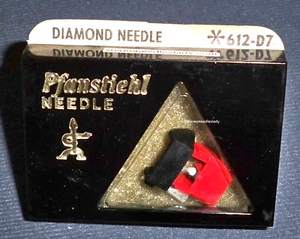 DIAMOND NEEDLE
*612-D7
Pfanstiehl
NEEDLE